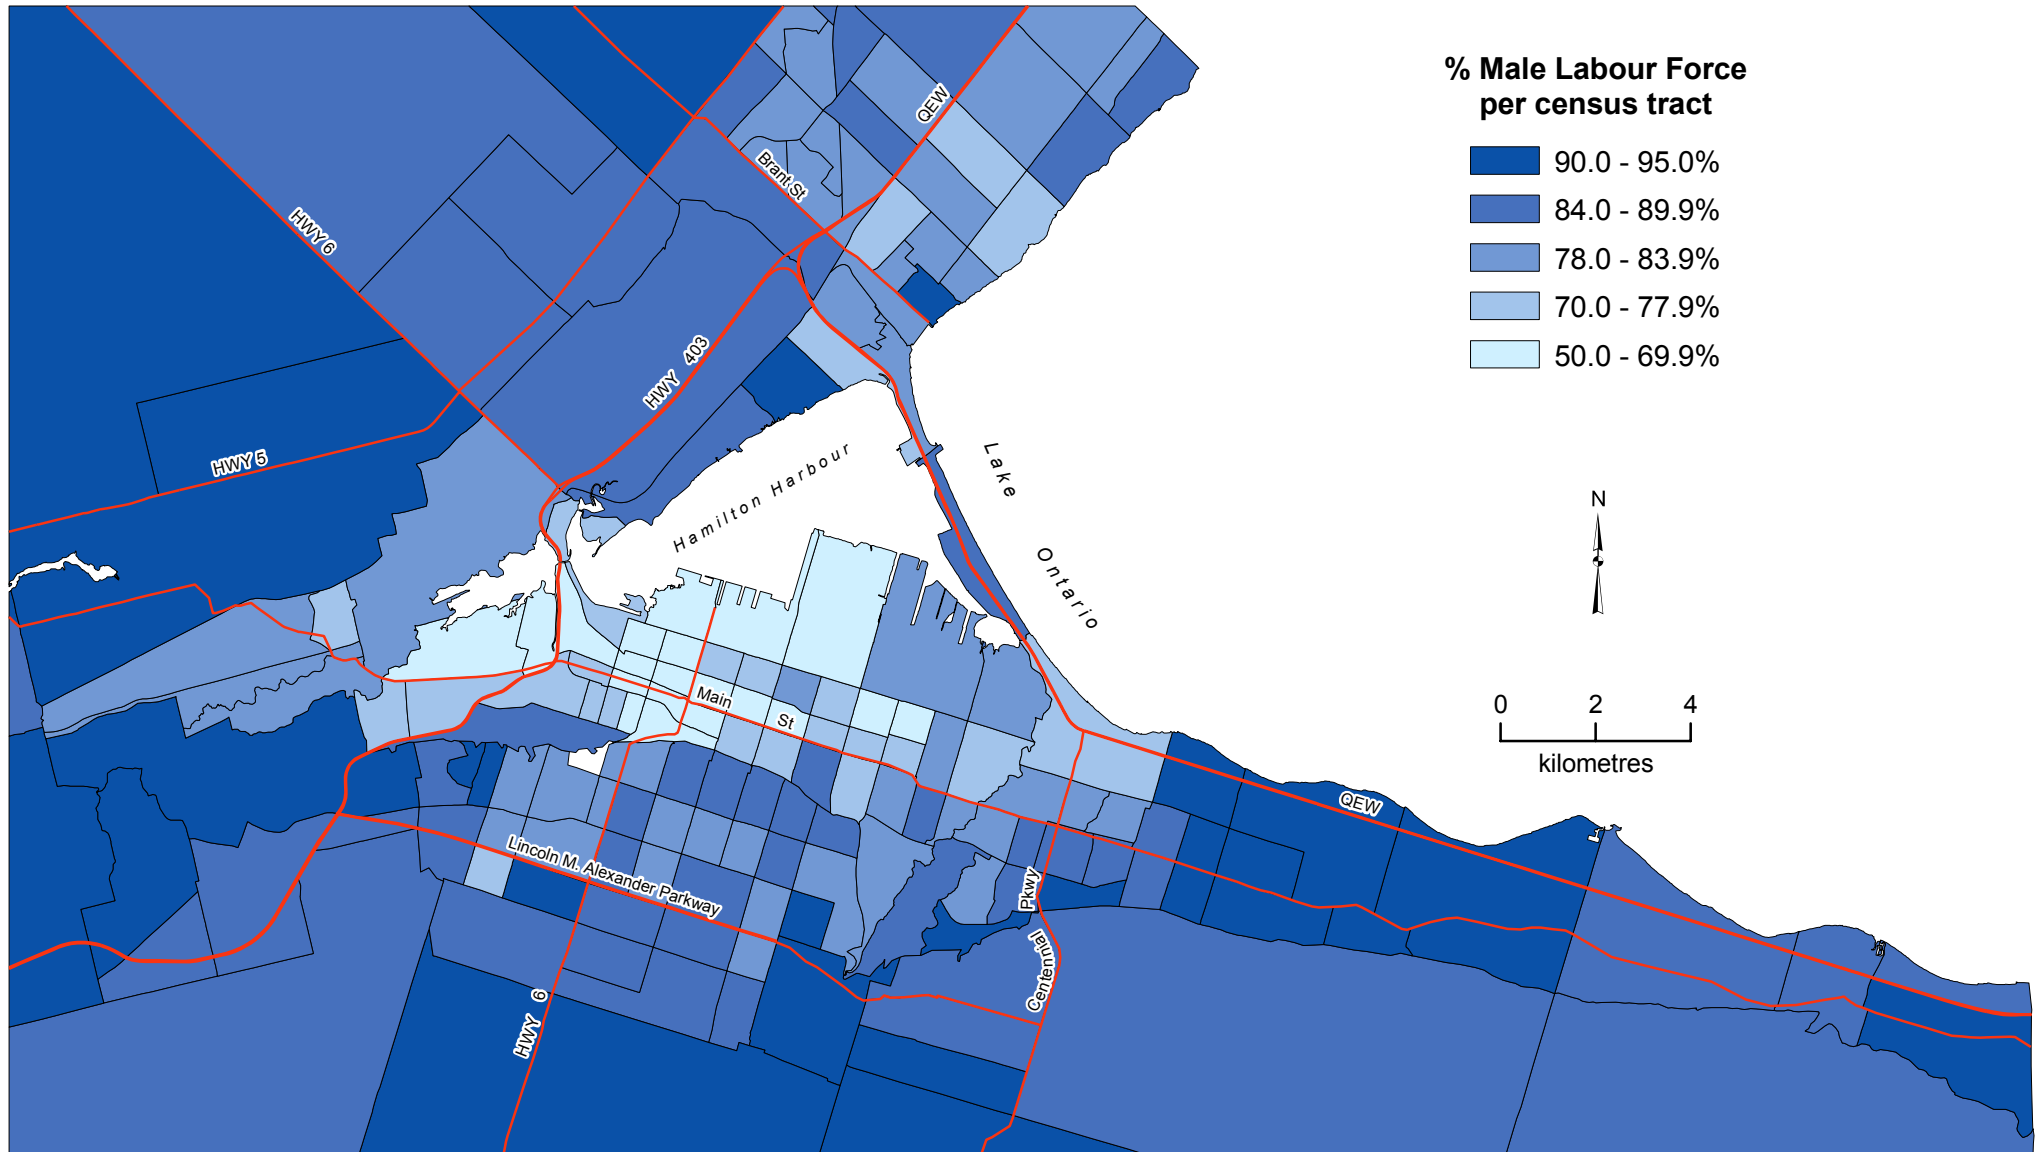 % Male Labour Force
per census tract
90.0 - 95.0%
84.0 - 89.9%
78.0 - 83.9%
70.0 - 77.9%
50.0 - 69.9%
QEW
Brant St
HWY 6
HWY 403
HWY 5
Hamilton Harbour
Lake
Ontario
N
0 2 4
kilometres
Main St
QEW
Lincoln M. Alexander Parkway
Centennial Pkwy
HWY 6